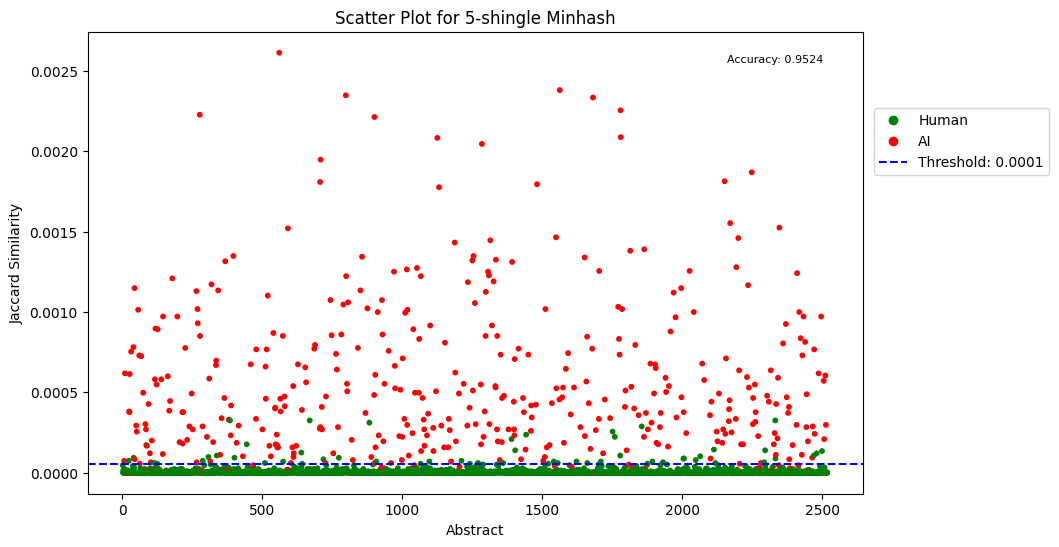 Scatter Plot for 5-shingle Minhash
Accuracy: 0.9524
Human
AI
Threshold: 0.0001
Jaccard Similarity
0.0025
0.0020
0.0015
0.0010
0.0005
0.0000
0
500
1000
1500
2000
2500
Abstract